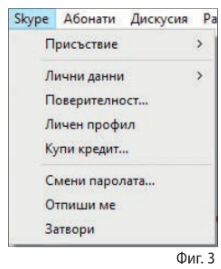 Skype Абонати Дискусия Ра
Присъствие >
Лични данни >
Поверителност...
Личен профил
Купи кредит...
Смени паролата...
Отпиши ме
Затвори
Фиг. 3